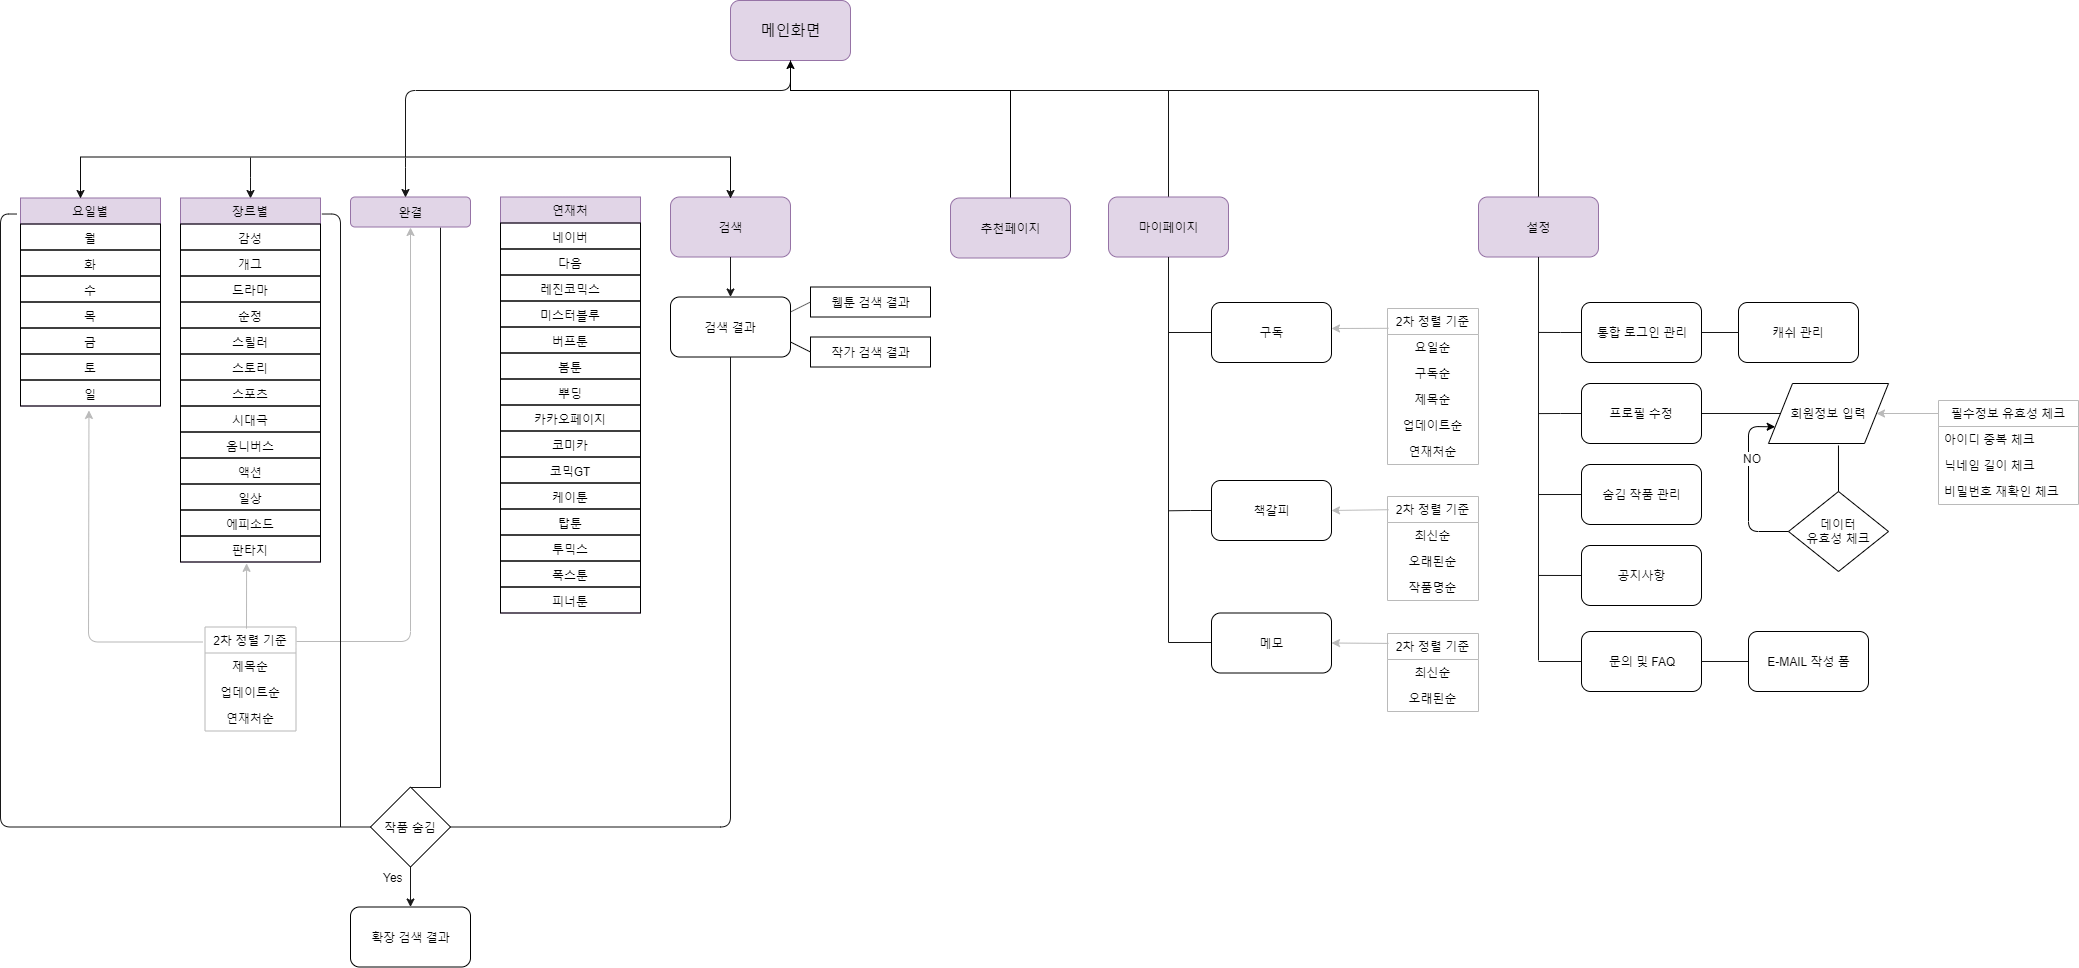 메인화면
요일별
월
화
수
목
금
토
일
장르별
감성
개그
드라마
순정
스릴러
스토리
스포츠
시대극
옴니버스
액션
일상
에피소드
판타지
2차 정렬 기준
제목순
업데이트순
연재처순
완결
연재처
네이버
다음
레진코믹스
미스터블루
버프툰
봄툰
뿌딩
카카오페이지
코미카
코믹GT
케이툰
탑툰
투믹스
폭스툰
피너툰
검색
검색 결과
웹툰 검색 결과
작가 검색 결과
작품 숨김
Yes
확장 검색 결과
추천페이지
마이페이지
구독
2차 정렬 기준
요일순
구독순
제목순
업데이트순
연재처순
책갈피
2차 정렬 기준
최신순
오래된순
작품명순
메모
2차 정렬 기준
최신순
오래된순
설정
통합 로그인 관리
캐쉬 관리
프로필 수정
회원정보 입력
필수정보 유효성 체크
아이디 중복 체크
닉네임 길이 체크
비밀번호 재확인 체크
NO
데이터
유효성 체크
숨김 작품 관리
공지사항
문의 및 FAQ
E-MAIL 작성 폼